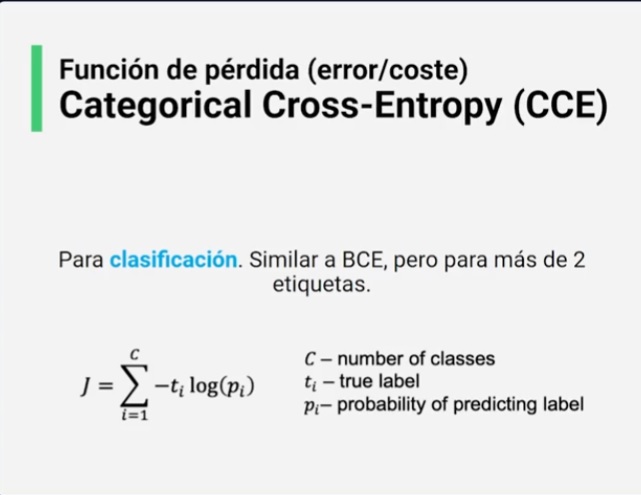 Función de pérdida (error/coste)
Categorical Cross-Entropy (CCE)
Para clasificación. Similar a BCE, pero para más de 2
etiquetas.
J = ∑_{i=1}^{C} −t_i log(p_i)
C – number of classes
t_i – true label
p_i– probability of predicting label